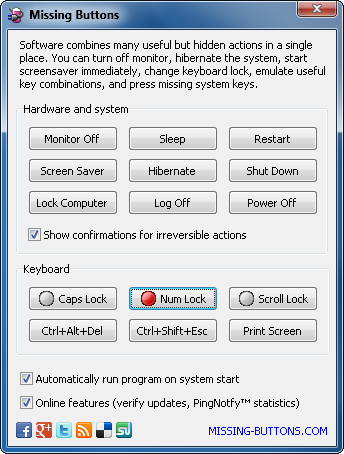 Missing Buttons
Software combines many useful but hidden actions in a single
place. You can turn off monitor, hibernate the system, start
screensaver immediately, change keyboard lock, emulate useful
key combinations, and press missing system keys.
Hardware and system
Monitor Off
Sleep
Restart
Screen Saver
Hibernate
Shut Down
Lock Computer
Log Off
Power Off
Show confirmations for irreversible actions
Keyboard
Caps Lock
Num Lock
Scroll Lock
Ctrl+Alt+Del
Ctrl+Shift+Esc
Print Screen
Automatically run program on system start
Online features (verify updates, PingNotfy™ statistics)
MISSING-BUTTONS.COM